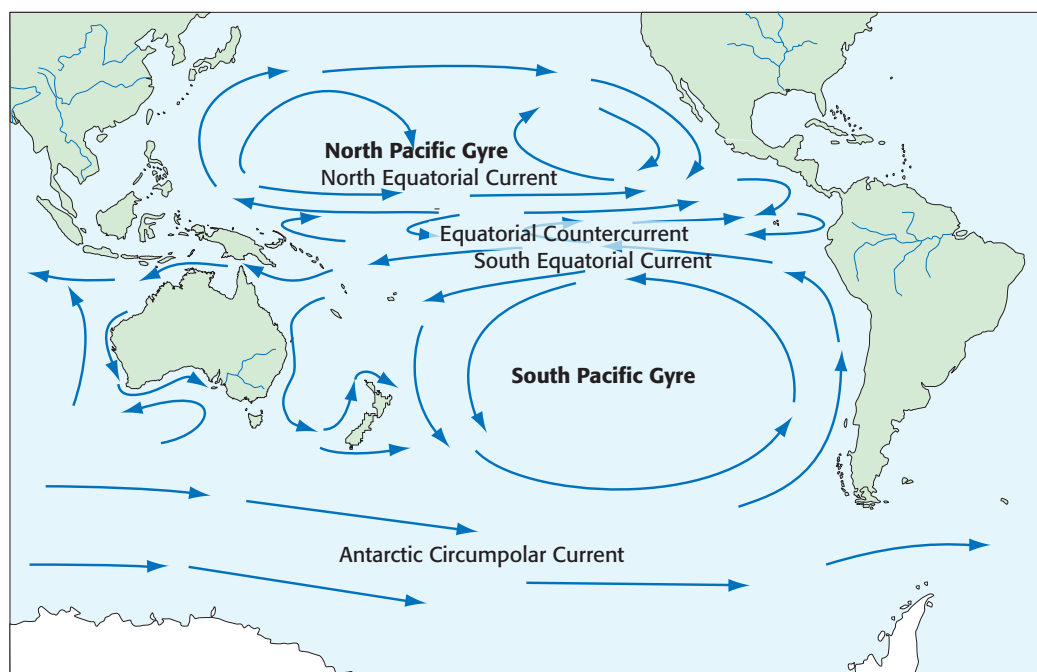 North Pacific Gyre
North Equatorial Current
Equatorial Countercurrent
South Equatorial Current
South Pacific Gyre
Antarctic Circumpolar Current